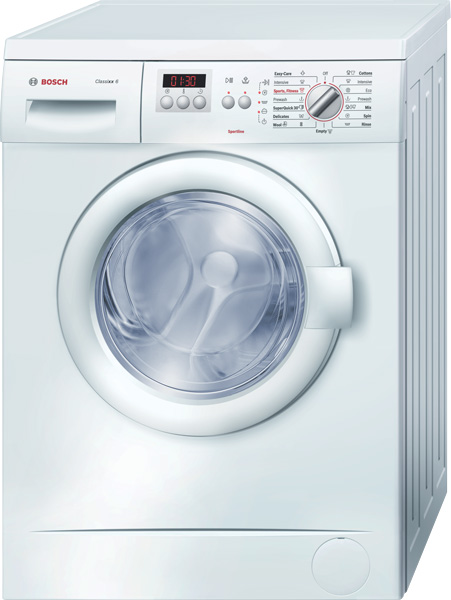 BOSCH
Classixx 6
01:30
SportLine
Easy-Care
Intensive
Sports, Fitness
Prewash
SuperQuick 30'
Delicates
Wool
Off
Cottons
Intensive
Eco
Prewash
Mix
Spin
Rinse
Empty